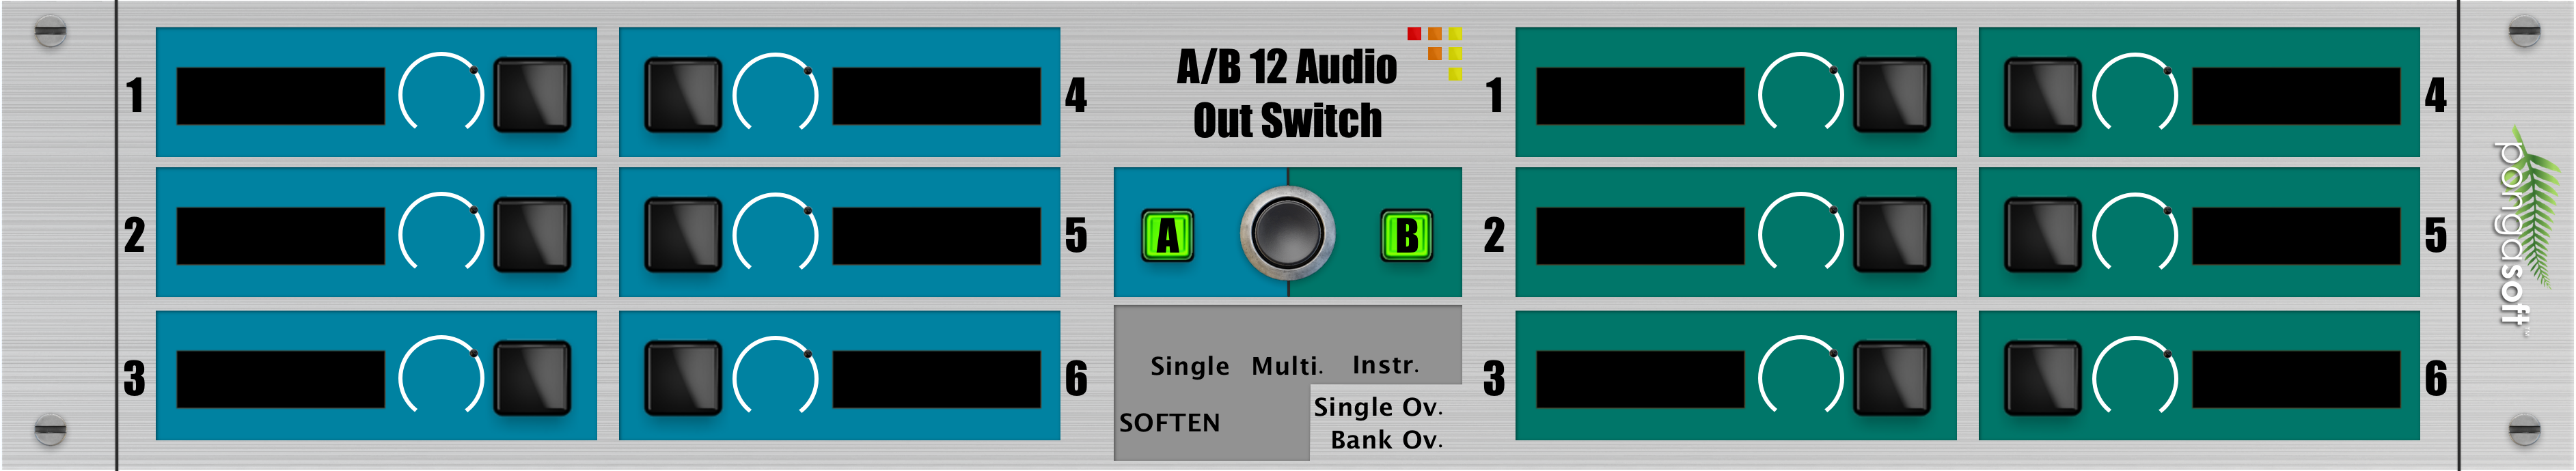 A/B 12 Audio
Out Switch
1
4
1
4
2
5
A
B
2
5
3
6
3
6
Single Multi. Instr.
SOFTEN
Single Ov.
Bank Ov.
pongasoft™